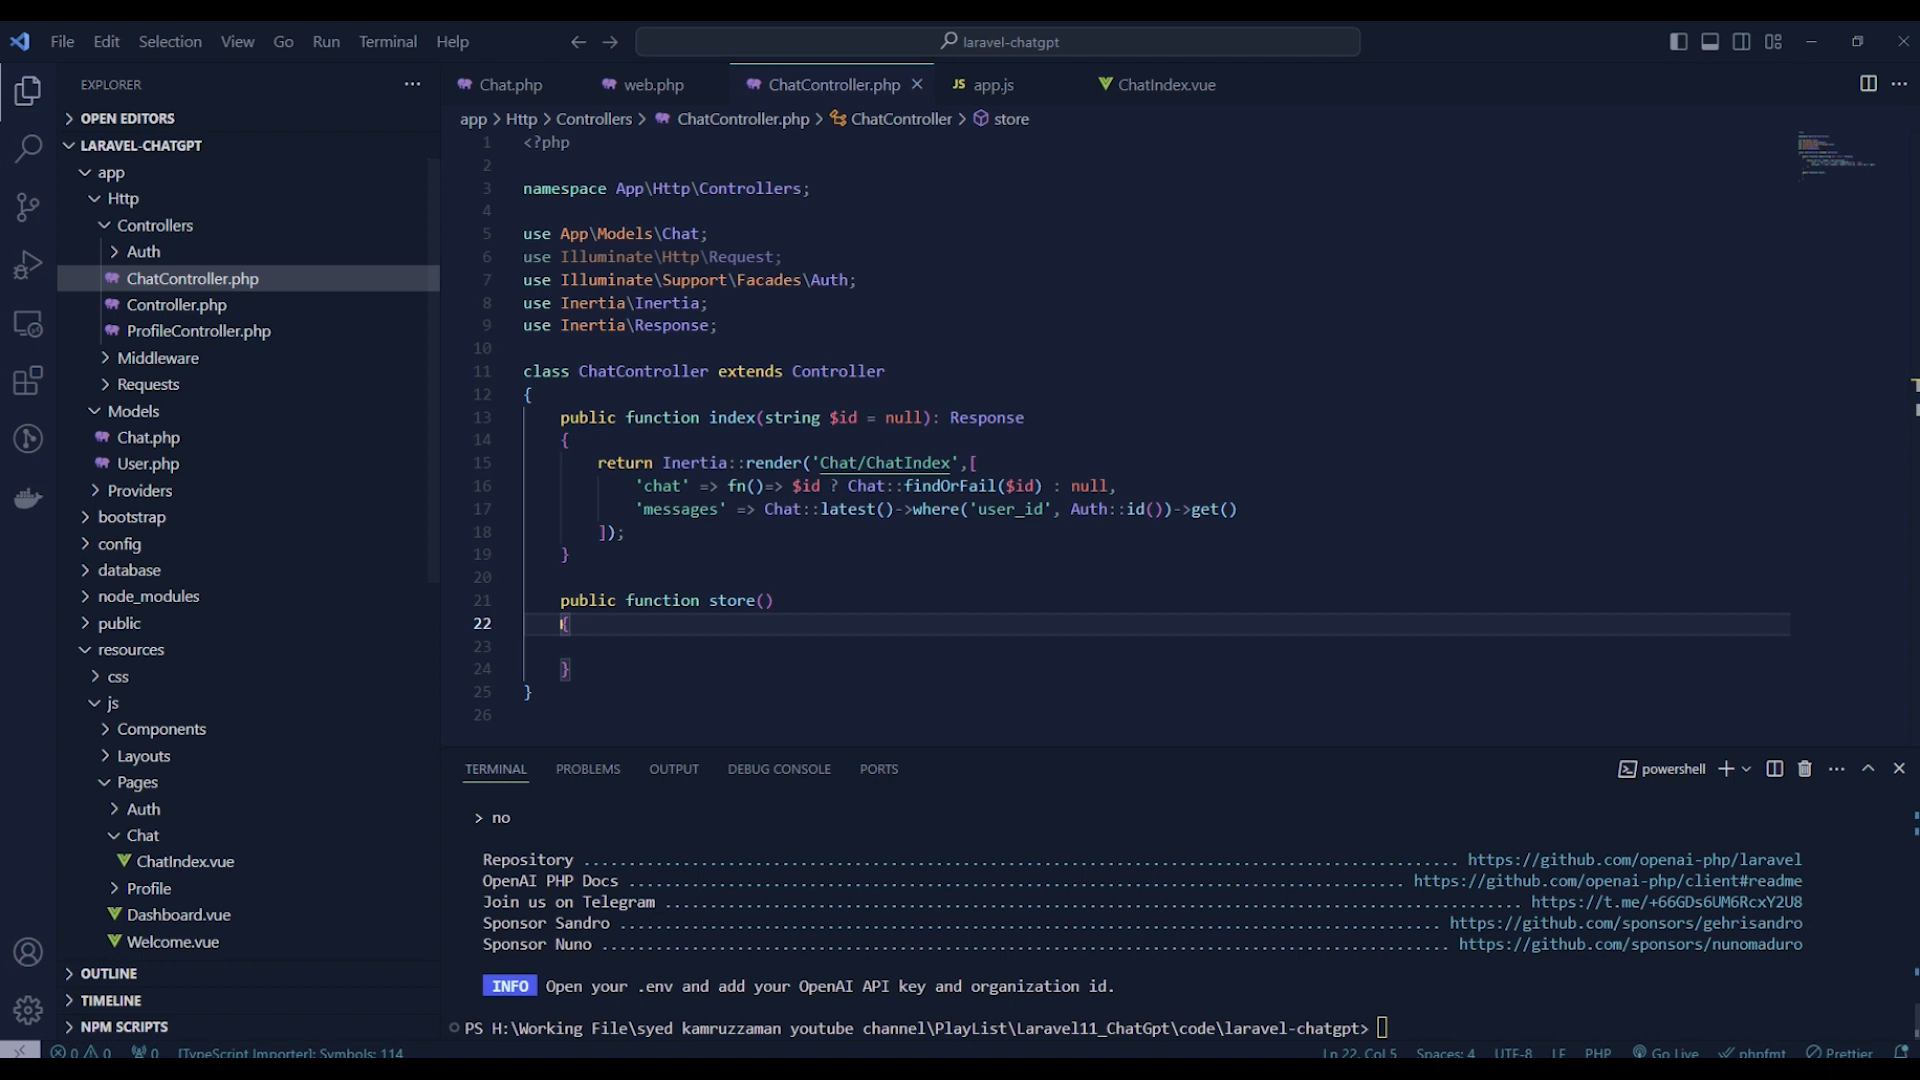 File Edit Selection View Go Run Terminal Help
laravel-chatgpt
EXPLORER
OPEN EDITORS
LARAVEL-CHATGPT
app
Http
Controllers
Auth
ChatController.php
Controller.php
ProfileController.php
Middleware
Requests
Models
Chat.php
User.php
Providers
bootstrap
config
database
node_modules
public
resources
css
js
Components
Layouts
Pages
Auth
Chat
ChatIndex.vue
Profile
Dashboard.vue
Welcome.vue
OUTLINE
TIMELINE
NPM SCRIPTS
Chat.php web.php ChatController.php JS app.js ChatIndex.vue
app > Http > Controllers > ChatController.php > ChatController > store
1 <?php
2
3 namespace App\Http\Controllers;
4
5 use App\Models\Chat;
6 use Illuminate\Http\Request;
7 use Illuminate\Support\Facades\Auth;
8 use Inertia\Inertia;
9 use Inertia\Response;
10
11 class ChatController extends Controller
12 {
13 public function index(string $id = null): Response
14 {
15 return Inertia::render('Chat/ChatIndex',[
16 'chat' => fn()=> $id ? Chat::findOrFail($id) : null,
17 'messages' => Chat::latest()->where('user_id', Auth::id())->get()
18 ]);
19 }
20
21 public function store()
22 {
23
24 }
25 }
26
TERMINAL PROBLEMS OUTPUT DEBUG CONSOLE PORTS
powershell
> no
Repository ............................................................................................... https://github.com/openai-php/laravel
OpenAI PHP Docs ..................................................................................... https://github.com/openai-php/client#readme
Join us on Telegram ............................................................................................. https://t.me/+66GDs6UM6RcxY2U8
Sponsor Sandro ......................................................................................... https://github.com/sponsors/gehrisandro
Sponsor Nuno ............................................................................................ https://github.com/sponsors/nunomaduro
INFO Open your .env and add your OpenAI API key and organization id.
PS H:\Working File\syed kamruzzaman youtube channel\PlayList\Laravel11_ChatGpt\code\laravel-chatgpt>
0 0 0 [TypeScript Importer]: Symbols: 114 Ln 22, Col 5 Spaces: 4 UTF-8 LF PHP Go Live phpfmt Prettier